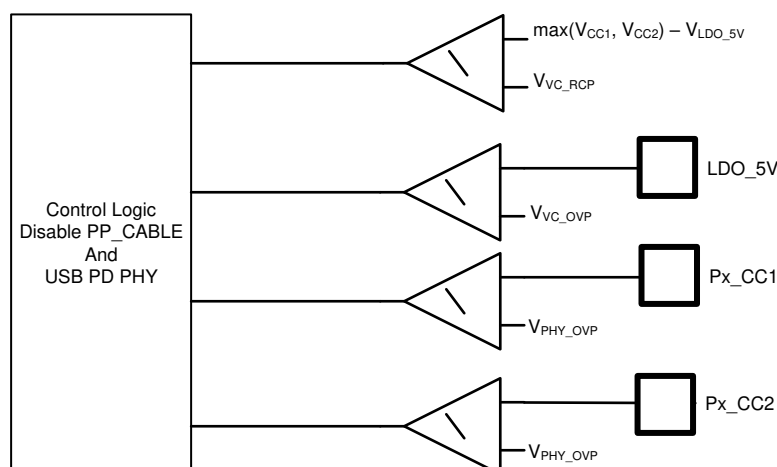 max(VCC1, VCC2) – VLDO_5V
VVC_RCP
LDO_5V
VVC_OVP
Control Logic
Disable PP_CABLE
And
USB PD PHY
Px_CC1
VPHY_OVP
Px_CC2
VPHY_OVP